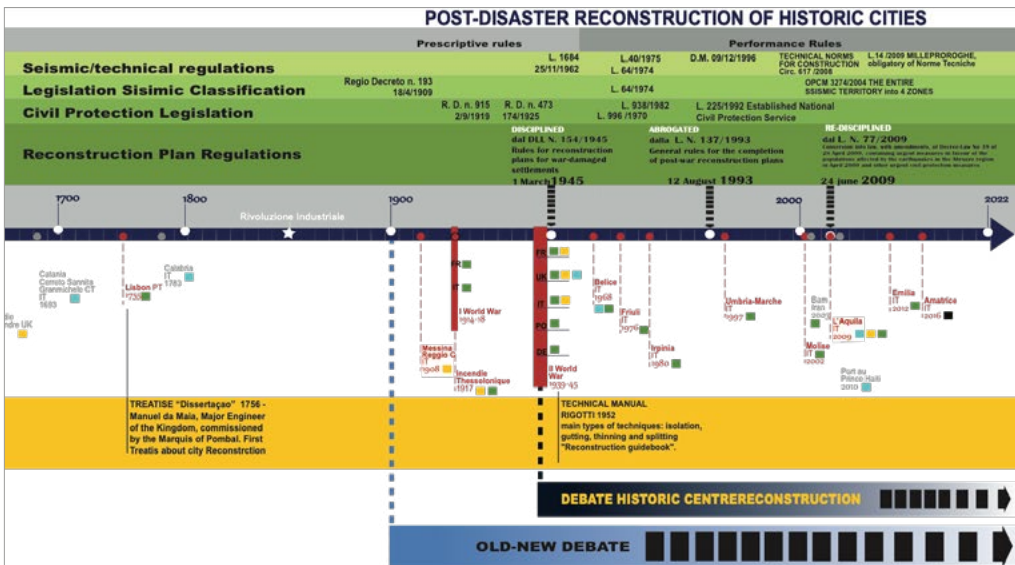 POST-DISASTER RECONSTRUCTION OF HISTORIC CITIES
Prescriptive rules
Performance Rules
Seismic/technical regulations
L. 1684
25/11/1962
L.40/1975
L. 64/1974
D.M. 09/12/1996
TECHNICAL NORMS
FOR CONSTRUCTION
Circ. 617 /2008
L.14 /2009 MILLEPROROGHE,
obligatory of Norme Tecniche
Legislation Sisimic Classification
Regio Decreto n. 193
18/4/1909
L. 64/1974
OPCM 3274/2004 THE ENTIRE
SSISMIC TERRITORY into 4 ZONES
Civil Protection Legislation
R. D. n. 915
2/9/1919
R. D. n. 473
174/1925
L. 938/1982
L. 996 /1970
L. 225/1992 Established National
Civil Protection Service
Reconstruction Plan Regulations
DISCIPLINED
dal DLL N. 154/1945
Rules for reconstruction
plans for war-damaged
settlements
1 March 1945
ABROGATED
dalla L. N. 137/1993
General rules for the completion
of post-war reconstruction plans
12 August 1993
RE-DISCIPLINED
dal L. N. 77/2009
24 june 2009
1700
1800
1900
2000
2022
Rivoluzione Industriale
ndre UK
Catania
Cerreto Sannita
Granmichele CT
IT
1693
Lisbon PT
Calabria
IT
1783
Messina
Reggio C.
IT
1908
FR
IT
I World War
1914-18
Incendie
Thessolonique
1917
FR
UK
IT
PO
DE
II World
War
1939-45
Belice
IT
1968
Friuli
IT
1976
Irpinia
IT
1980
Umbria-Marche
IT
1997
Bam
Iran
2003
Molise
IT
2002
L'Aquila
IT
2009
Port au
Prince Haiti
2010
Emilia
IT
2012
Amatrice
IT
2016
TREATISE "Dissertaçao" 1756 -
Manuel da Maia, Major Engineer
of the Kingdom, commissioned
by the Marquis of Pombal. First
Treatis about city Reconstrction
TECHNICAL MANUAL
RIGOTTI 1952
main types of techniques: isolation,
gutting, thinning and splitting
"Reconstruction guidebook".
DEBATE HISTORIC CENTRERECONSTRUCTION
OLD-NEW DEBATE